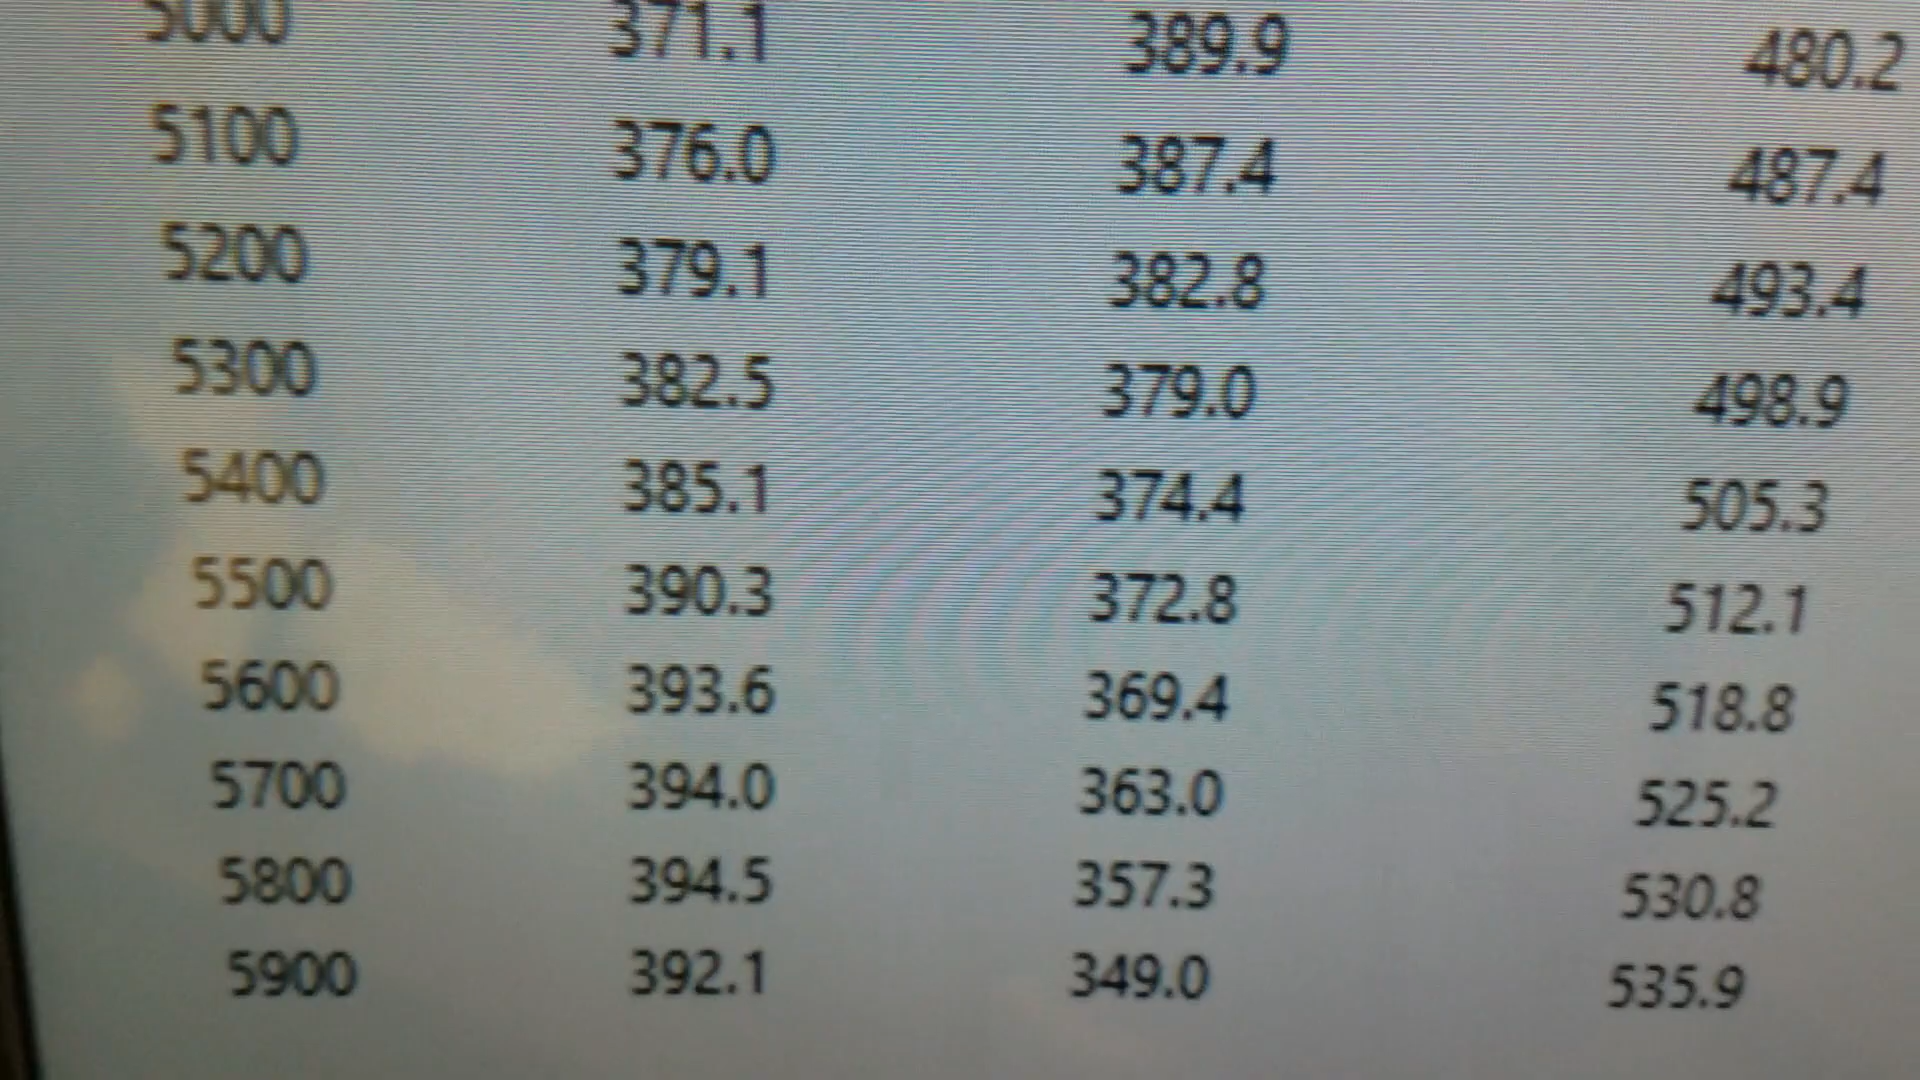 5000 371.1 389.9 480.2
5100 376.0 387.4 487.4
5200 379.1 382.8 493.4
5300 382.5 379.0 498.9
5400 385.1 374.4 505.3
5500 390.3 372.8 512.1
5600 393.6 369.4 518.8
5700 394.0 363.0 525.2
5800 394.5 357.3 530.8
5900 392.1 349.0 535.9